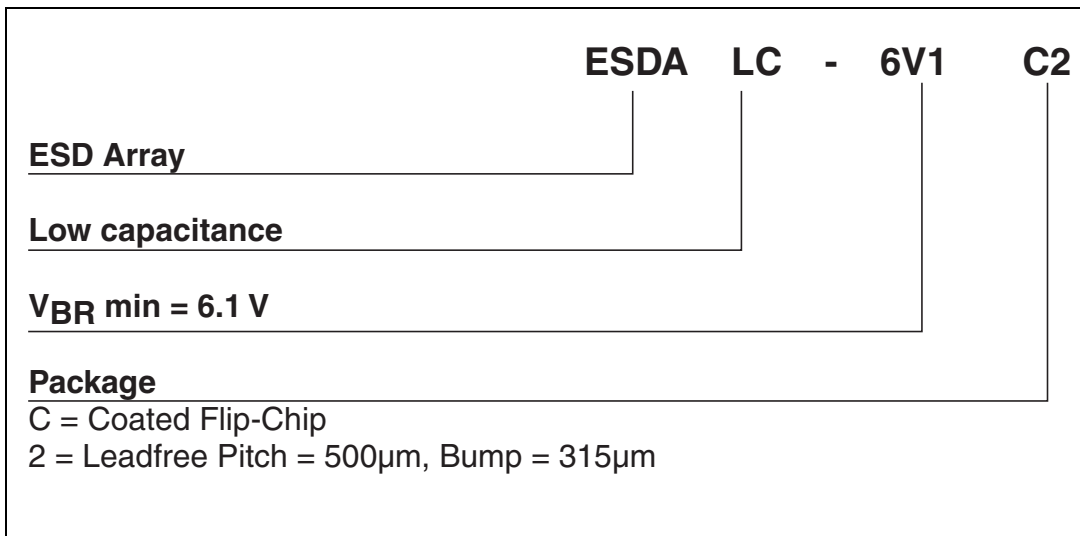 ESDA LC - 6V1 C2
ESD Array
Low capacitance
VBR min = 6.1 V
Package
C = Coated Flip-Chip
2 = Leadfree Pitch = 500µm, Bump = 315µm